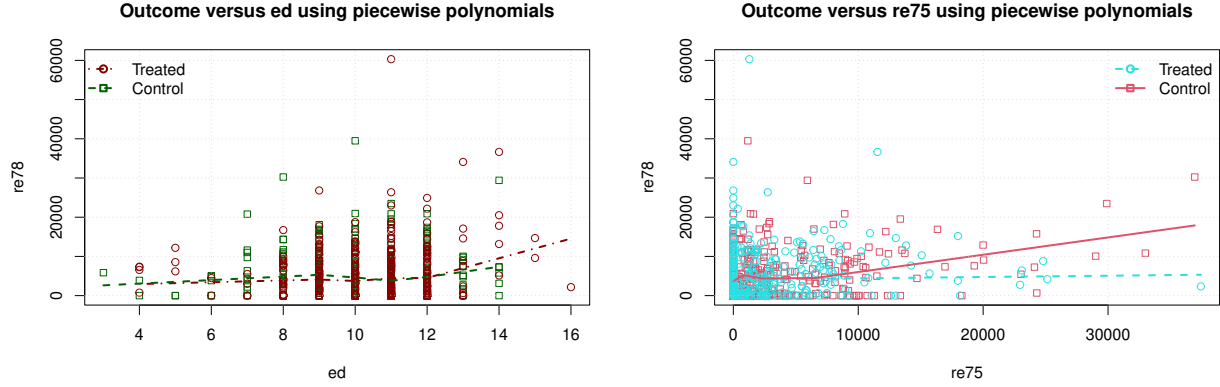 Outcome versus ed using piecewise polynomials
60000
40000
20000
0
re78
Treated
Control
4
6
8
10
12
14
16
ed
Outcome versus re75 using piecewise polynomials
60000
40000
20000
0
re78
Treated
Control
0
10000
20000
30000
re75